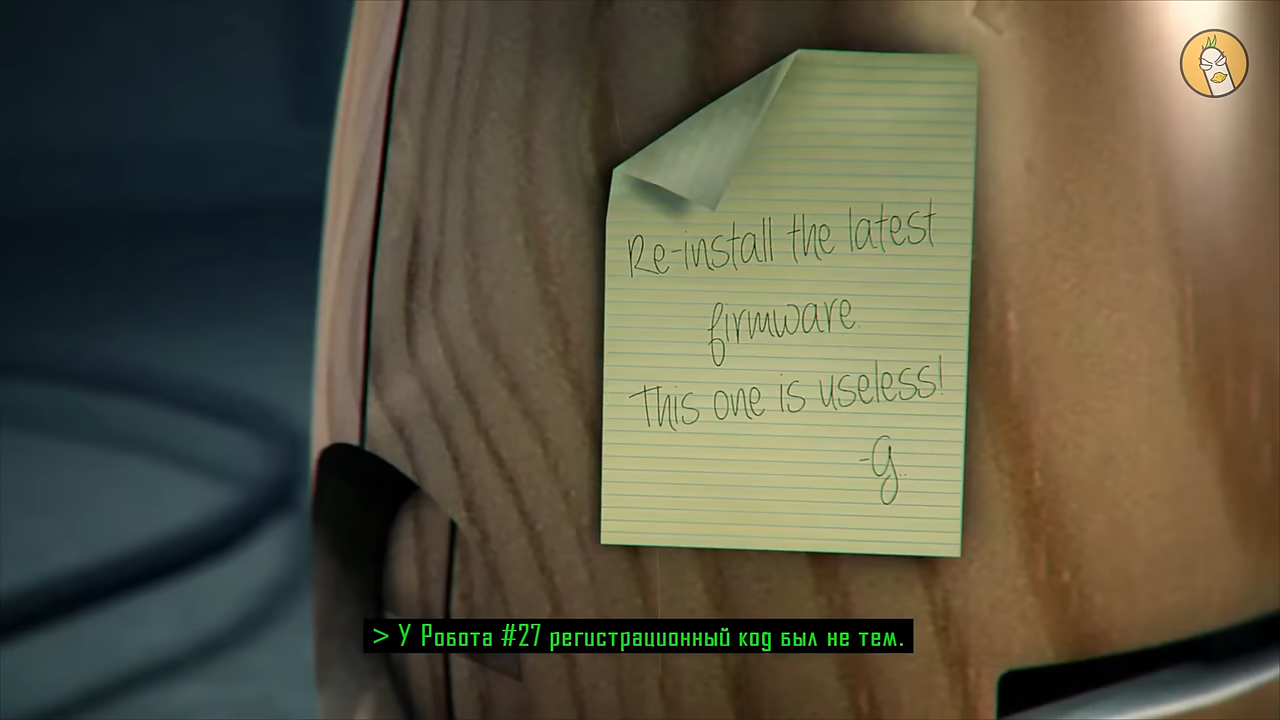 Re-install the latest
firmware.
This one is useless!
-g..
> У Робота #27 регистрационный код был не тем.